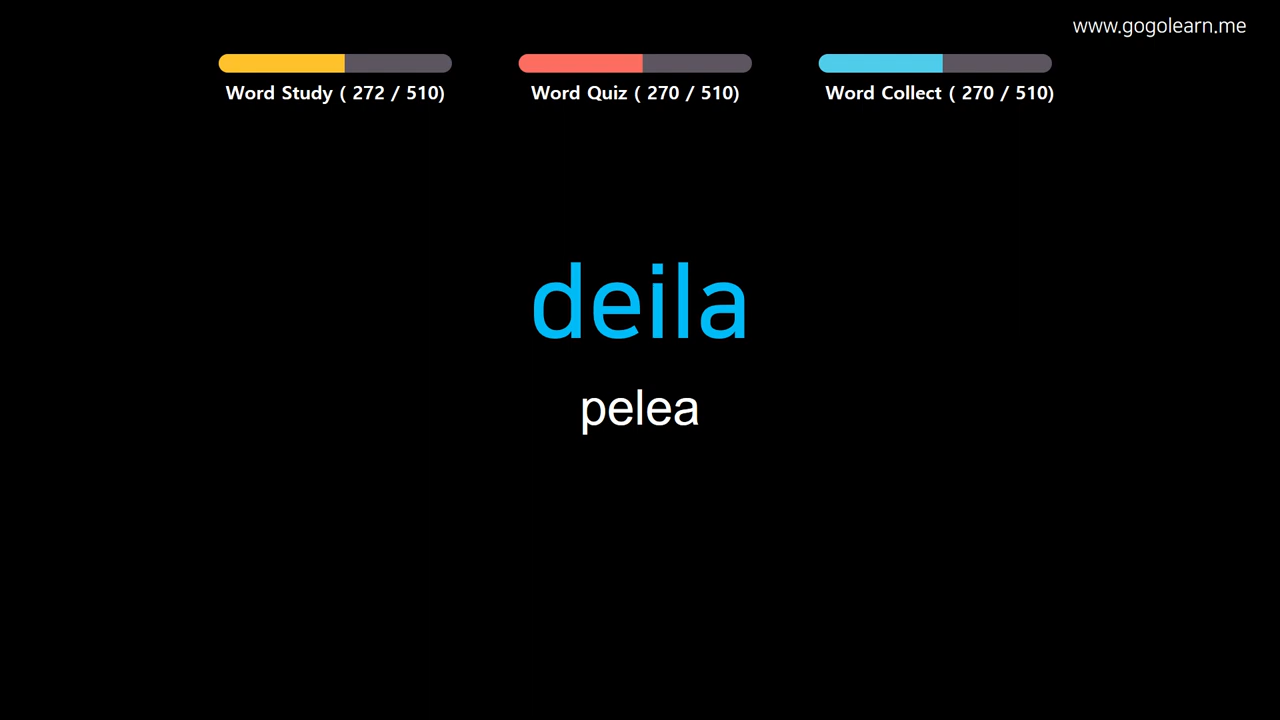 www.gogolearn.me
Word Study ( 272 / 510)
Word Quiz ( 270 / 510)
Word Collect ( 270 / 510)
deila
pelea